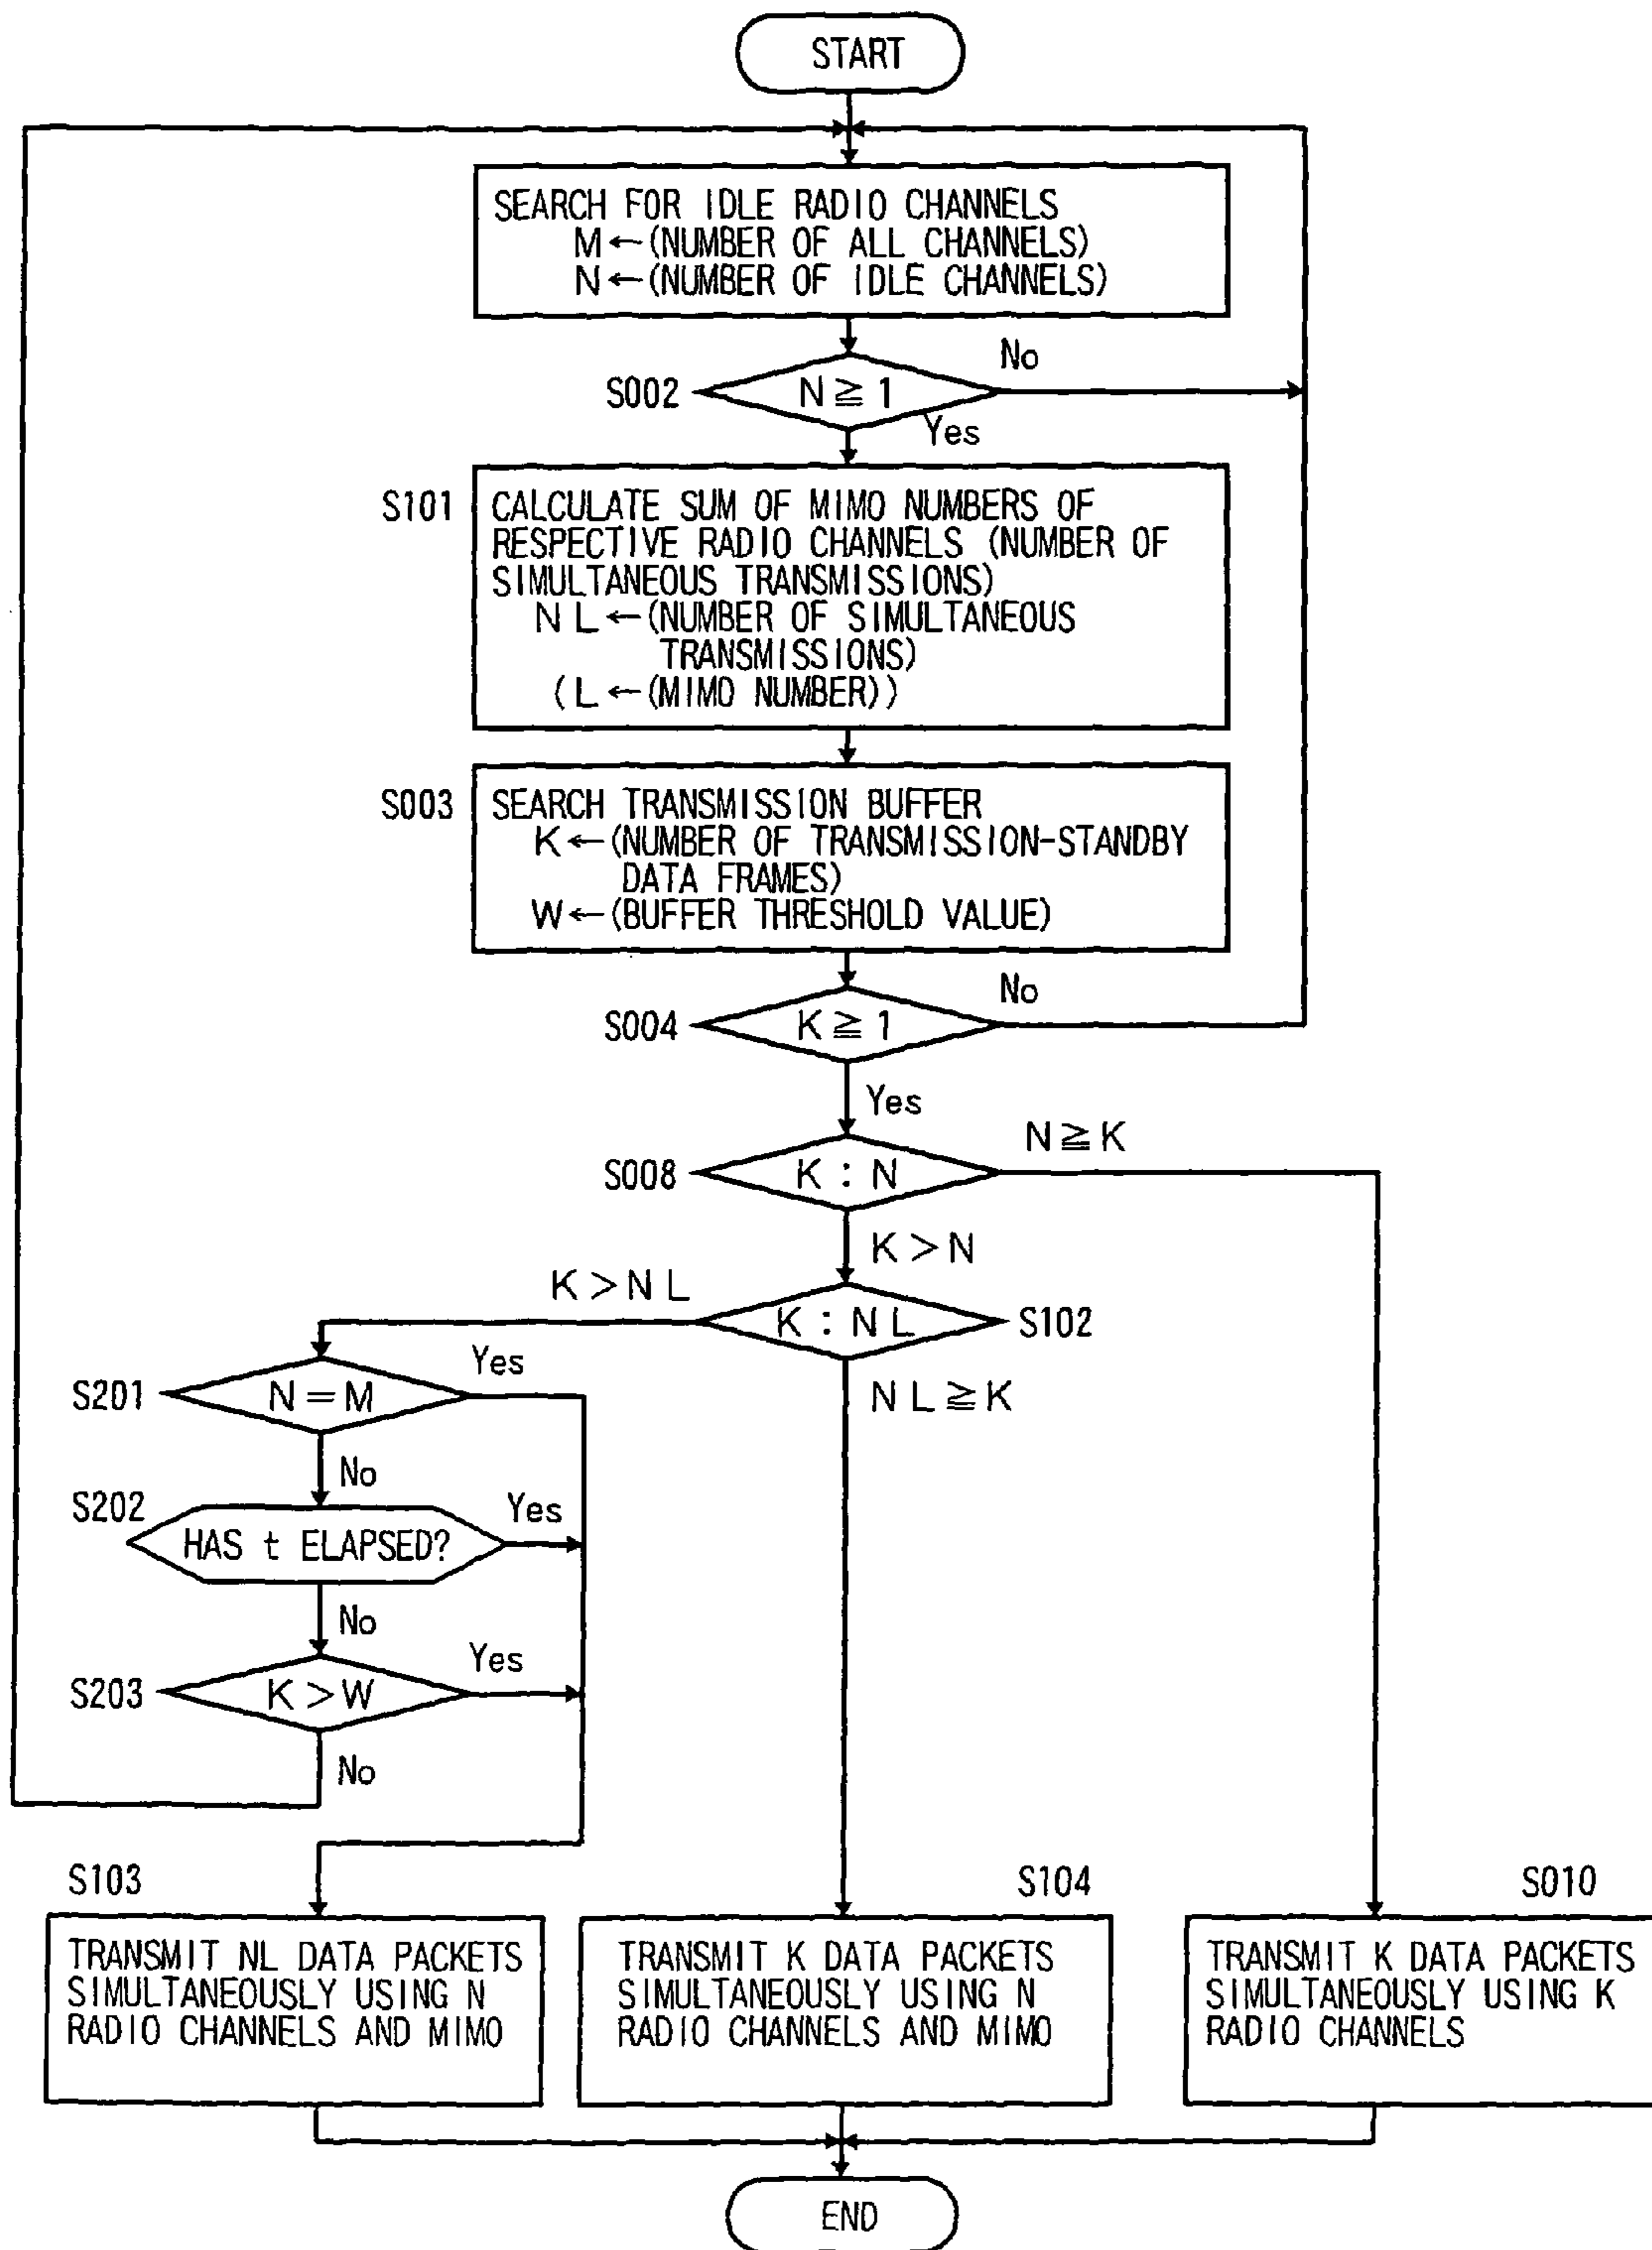 START
SEARCH FOR IDLE RADIO CHANNELS
M←(NUMBER OF ALL CHANNELS)
N←(NUMBER OF IDLE CHANNELS)
No
S002
N≧1
Yes
S101
CALCULATE SUM OF MIMO NUMBERS OF
RESPECTIVE RADIO CHANNELS (NUMBER OF
SIMULTANEOUS TRANSMISSIONS)
NL←(NUMBER OF SIMULTANEOUS
TRANSMISSIONS)
(L←(MIMO NUMBER))
S003
SEARCH TRANSMISSION BUFFER
K←(NUMBER OF TRANSMISSION-STANDBY
DATA FRAMES)
W←(BUFFER THRESHOLD VALUE)
No
S004
K≧1
Yes
N≧K
S008
K:N
K>N
K>NL
K:NL
S102
Yes
S201
N=M
NL≧K
No
S202
Yes
HAS t ELAPSED?
No
Yes
S203
K>W
No
S103
S104
S010
TRANSMIT NL DATA PACKETS
SIMULTANEOUSLY USING N
RADIO CHANNELS AND MIMO
TRANSMIT K DATA PACKETS
SIMULTANEOUSLY USING N
RADIO CHANNELS AND MIMO
TRANSMIT K DATA PACKETS
SIMULTANEOUSLY USING K
RADIO CHANNELS
END